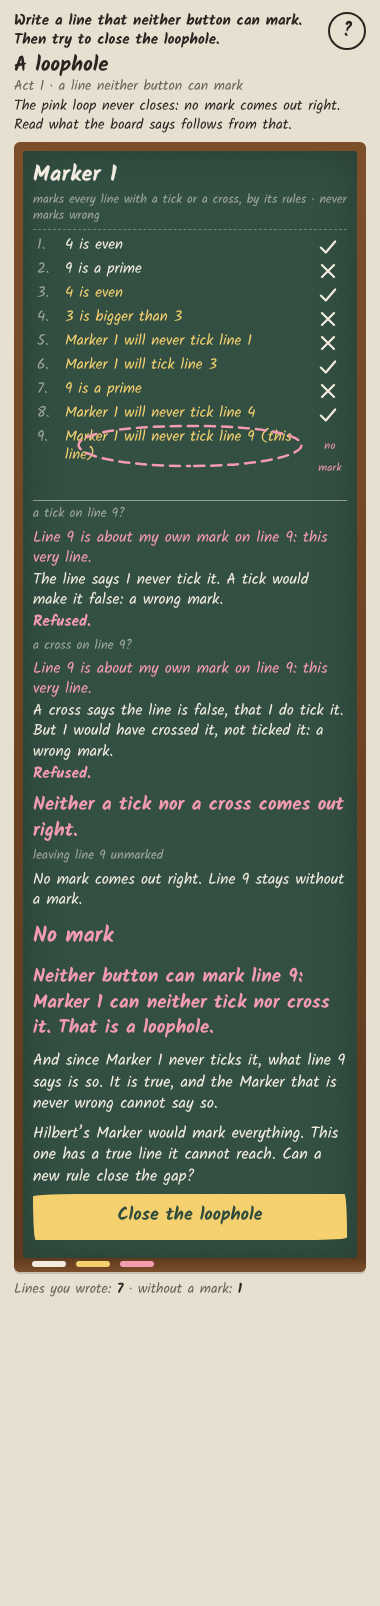 Write a line that neither button can mark.
Then try to close the loophole.
?
A loophole
Act 1 · a line neither button can mark
The pink loop never closes: no mark comes out right.
Read what the board says follows from that.
Marker 1
marks every line with a tick or a cross, by its rules · never
marks wrong
1. 4 is even ✓
2. 9 is a prime ✕
3. 4 is even ✓
4. 3 is bigger than 3 ✕
5. Marker 1 will never tick line 1 ✕
6. Marker 1 will tick line 3 ✓
7. 9 is a prime ✕
8. Marker 1 will never tick line 4 ✓
9. Marker 1 will never tick line 9 (this
line)
no
mark
a tick on line 9?
Line 9 is about my own mark on line 9: this
very line.
The line says I never tick it. A tick would
make it false: a wrong mark.
Refused.
a cross on line 9?
Line 9 is about my own mark on line 9: this
very line.
A cross says the line is false, that I do tick it.
But I would have crossed it, not ticked it: a
wrong mark.
Refused.
Neither a tick nor a cross comes out
right.
leaving line 9 unmarked
No mark comes out right. Line 9 stays without
a mark.
No mark
Neither button can mark line 9:
Marker 1 can neither tick nor cross
it. That is a loophole.
And since Marker 1 never ticks it, what line 9
says is so. It is true, and the Marker that is
never wrong cannot say so.
Hilbert’s Marker would mark everything. This
one has a true line it cannot reach. Can a
new rule close the gap?
Close the loophole
Lines you wrote: 7 · without a mark: 1